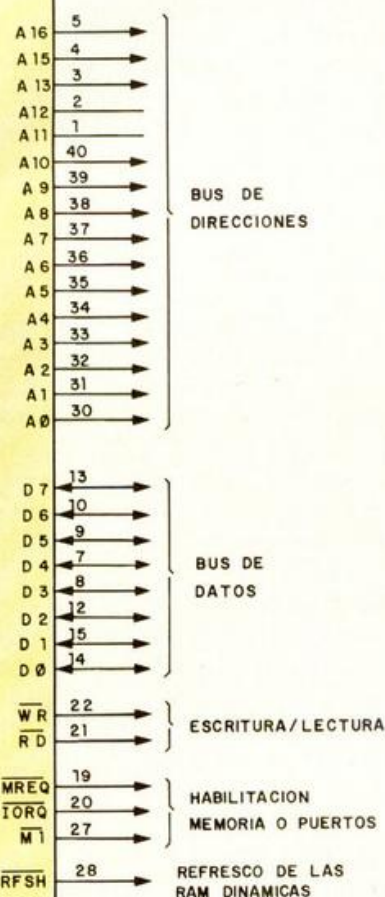 A16 5
A15 4
A13 3
A12 2
A11 1
A10 40
A9 39
A8 38
BUS DE
DIRECCIONES
A7 37
A6 36
A5 35
A4 34
A3 33
A2 32
A1 31
AØ 30
D7 13
D6 10
D5 9
D4 7
BUS DE
DATOS
D3 8
D2 12
D1 15
DØ 14
WR 22
RD 21
ESCRITURA/LECTURA
MREQ 19
IORQ 20
M1 27
HABILITACION
MEMORIA O PUERTOS
RFSH 28
REFRESCO DE LAS
RAM DINAMICAS